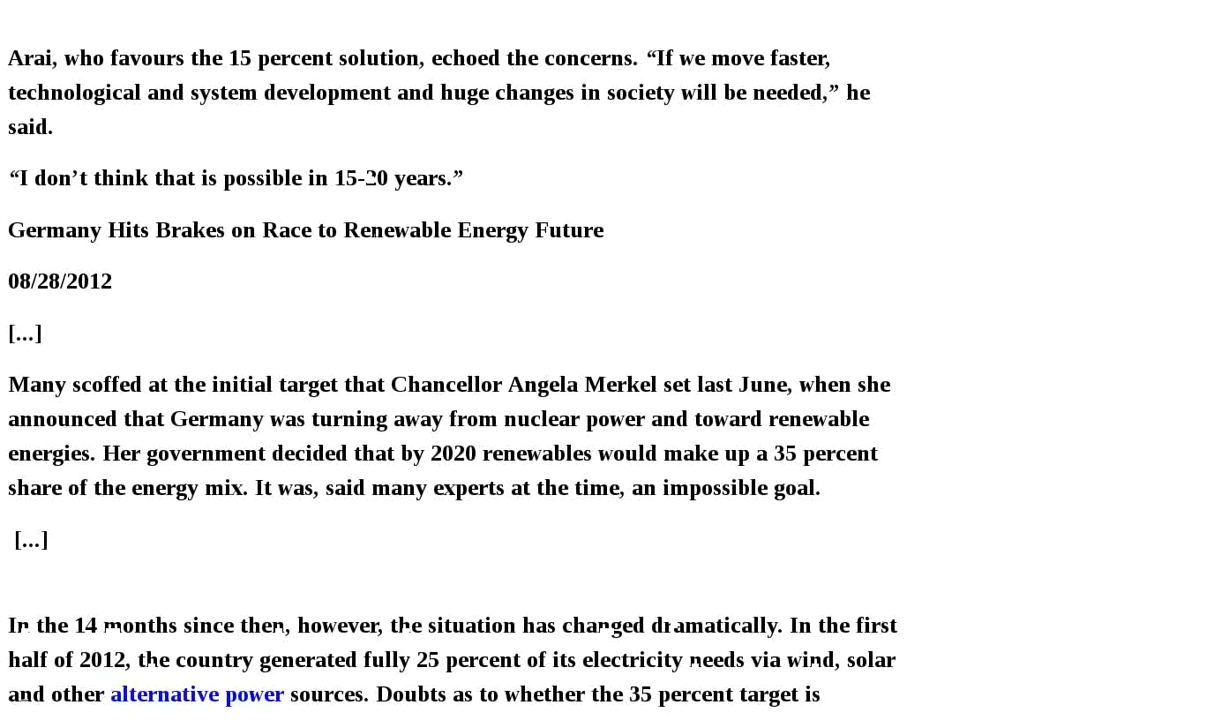 Arai, who favours the 15 percent solution, echoed the concerns. “If we move faster,
technological and system development and huge changes in society will be needed,” he
said.
“I don’t think that is possible in 15-20 years.”
Germany Hits Brakes on Race to Renewable Energy Future
08/28/2012
[...]
Many scoffed at the initial target that Chancellor Angela Merkel set last June, when she
announced that Germany was turning away from nuclear power and toward renewable
energies. Her government decided that by 2020 renewables would make up a 35 percent
share of the energy mix. It was, said many experts at the time, an impossible goal.
[...]
In the 14 months since then, however, the situation has changed dramatically. In the first
half of 2012, the country generated fully 25 percent of its electricity needs via wind, solar
and other alternative power sources. Doubts as to whether the 35 percent target is